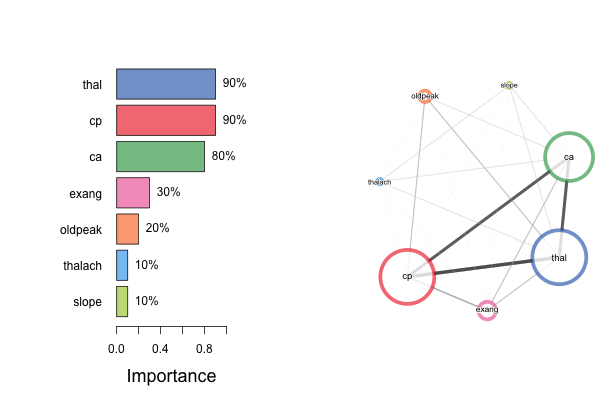 thal 90%
cp 90%
ca 80%
exang 30%
oldpeak 20%
thalach 10%
slope 10%
0.0 0.4 0.8
Importance
slope
oldpeak
ca
thalach
thal
cp
exang